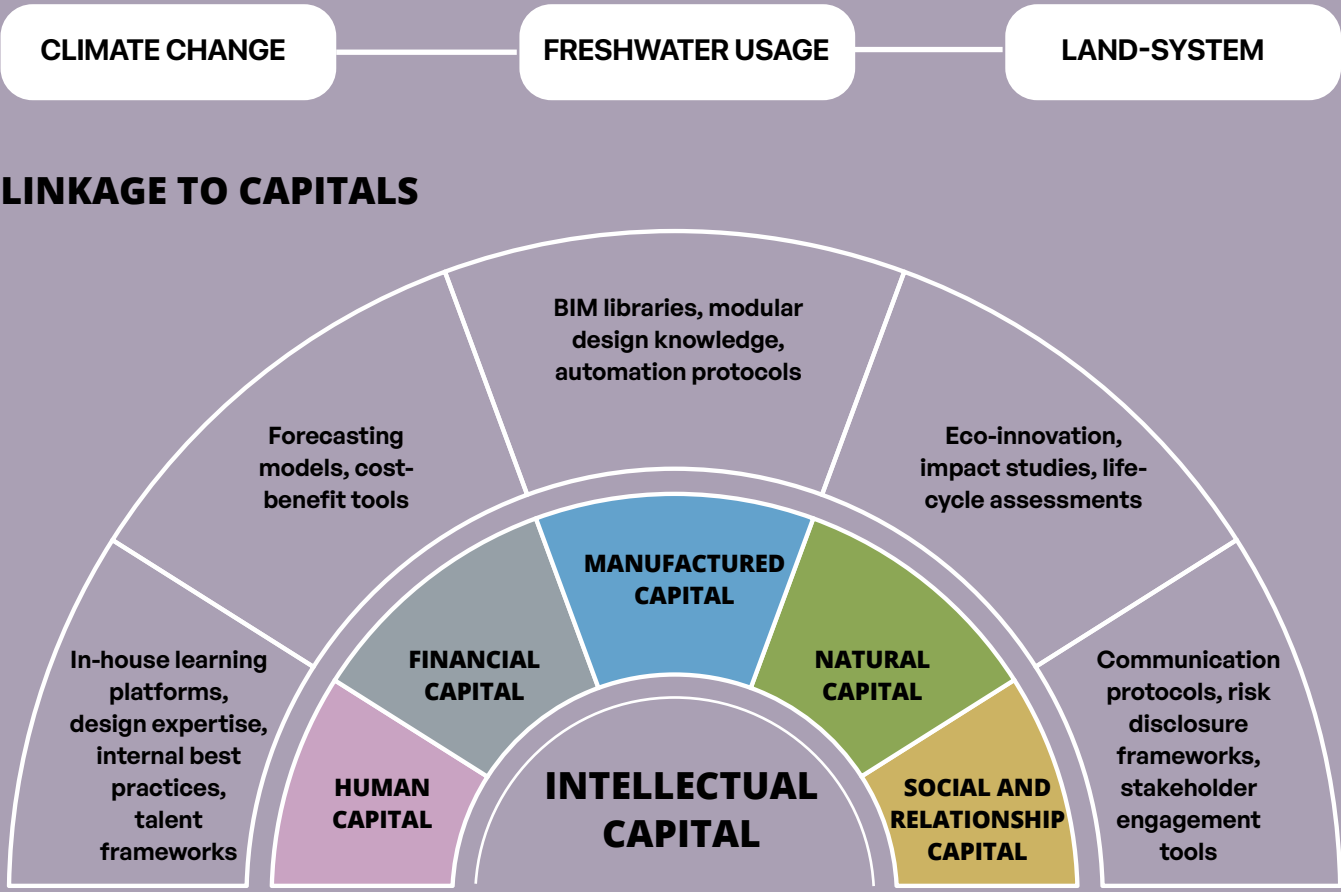 CLIMATE CHANGE
FRESHWATER USAGE
LAND-SYSTEM
LINKAGE TO CAPITALS
In-house learning
platforms,
design expertise,
internal best
practices,
talent
frameworks
Forecasting
models, cost-
benefit tools
BIM libraries, modular
design knowledge,
automation protocols
Eco-innovation,
impact studies, life-
cycle assessments
Communication
protocols, risk
disclosure
frameworks,
stakeholder
engagement
tools
HUMAN
CAPITAL
FINANCIAL
CAPITAL
MANUFACTURED
CAPITAL
NATURAL
CAPITAL
SOCIAL AND
RELATIONSHIP
CAPITAL
INTELLECTUAL
CAPITAL